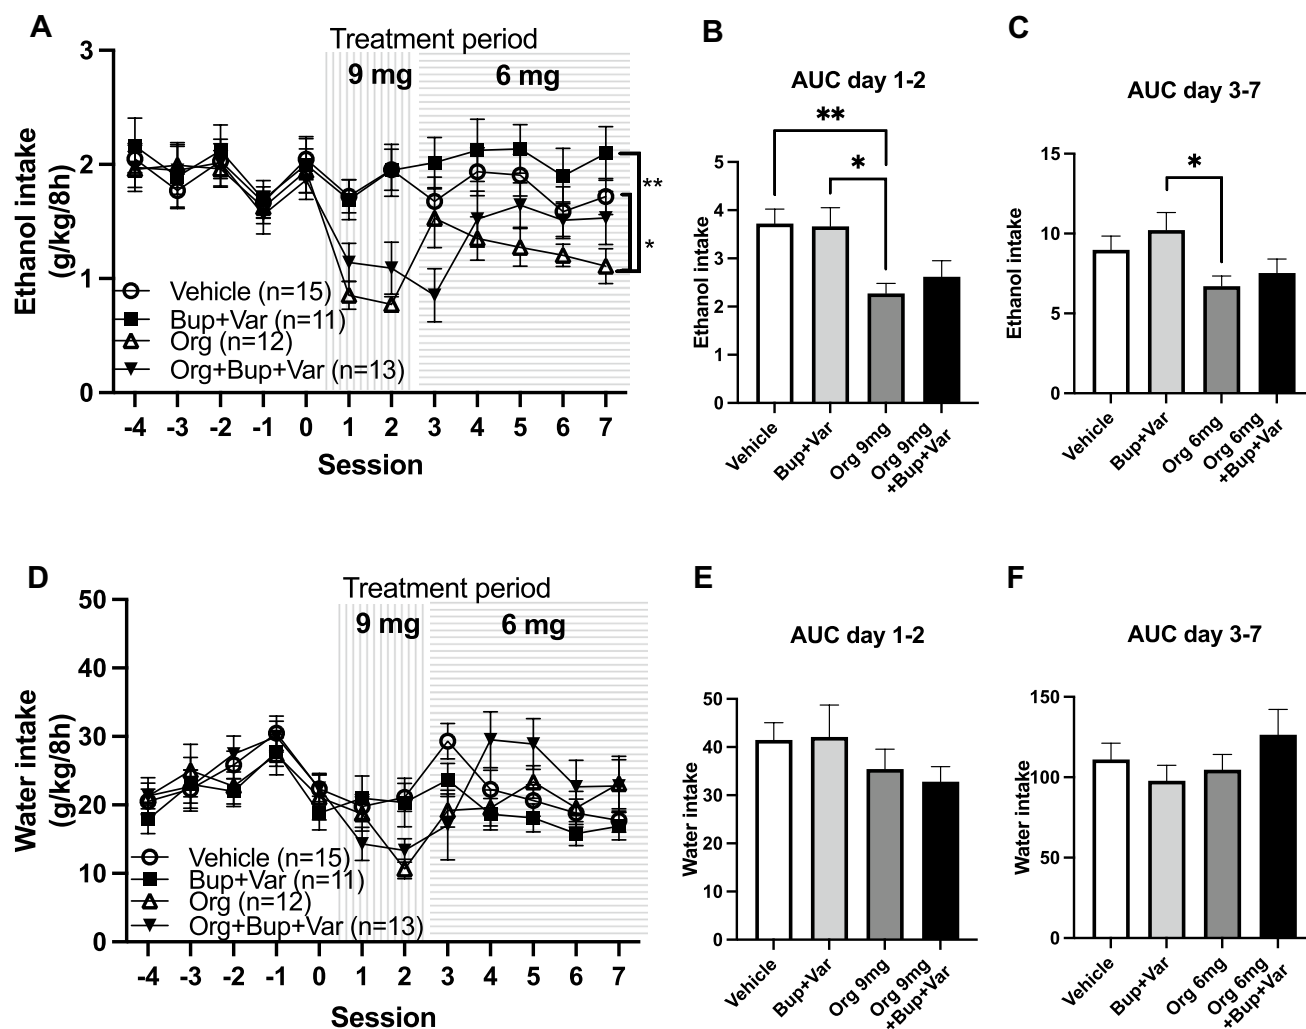 A
Treatment period
9 mg
6 mg
3
2
1
0
Ethanol intake
(g/kg/8h)
Vehicle (n=15)
Bup+Var (n=11)
Org (n=12)
Org+Bup+Var (n=13)
**
*
-4 -3 -2 -1 0 1 2 3 4 5 6 7
Session
B
AUC day 1-2
**
*
5
4
3
2
1
0
Ethanol intake
Vehicle
Bup+Var
Org 9mg
Org 9mg
+Bup+Var
C
AUC day 3-7
*
15
10
5
0
Ethanol intake
Vehicle
Bup+Var
Org 6mg
Org 6mg
+Bup+Var
D
Treatment period
9 mg
6 mg
50
40
30
20
10
0
Water intake
(g/kg/8h)
Vehicle (n=15)
Bup+Var (n=11)
Org (n=12)
Org+Bup+Var (n=13)
-4 -3 -2 -1 0 1 2 3 4 5 6 7
Session
E
AUC day 1-2
50
40
30
20
10
0
Water intake
Vehicle
Bup+Var
Org 9mg
Org 9mg
+Bup+Var
F
AUC day 3-7
150
100
50
0
Water intake
Vehicle
Bup+Var
Org 6mg
Org 6mg
+Bup+Var